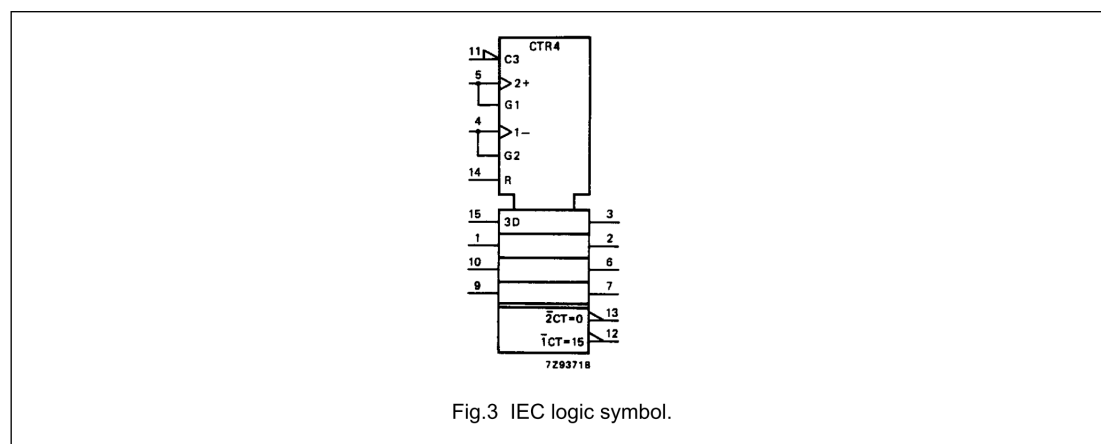 CTR4
11 C3
5 2+
G1
4 1–
G2
14 R
15 3D 3
1 2
10 6
9 7
2̅CT=0 13
1̅CT=15 12
7Z93718
Fig.3 IEC logic symbol.